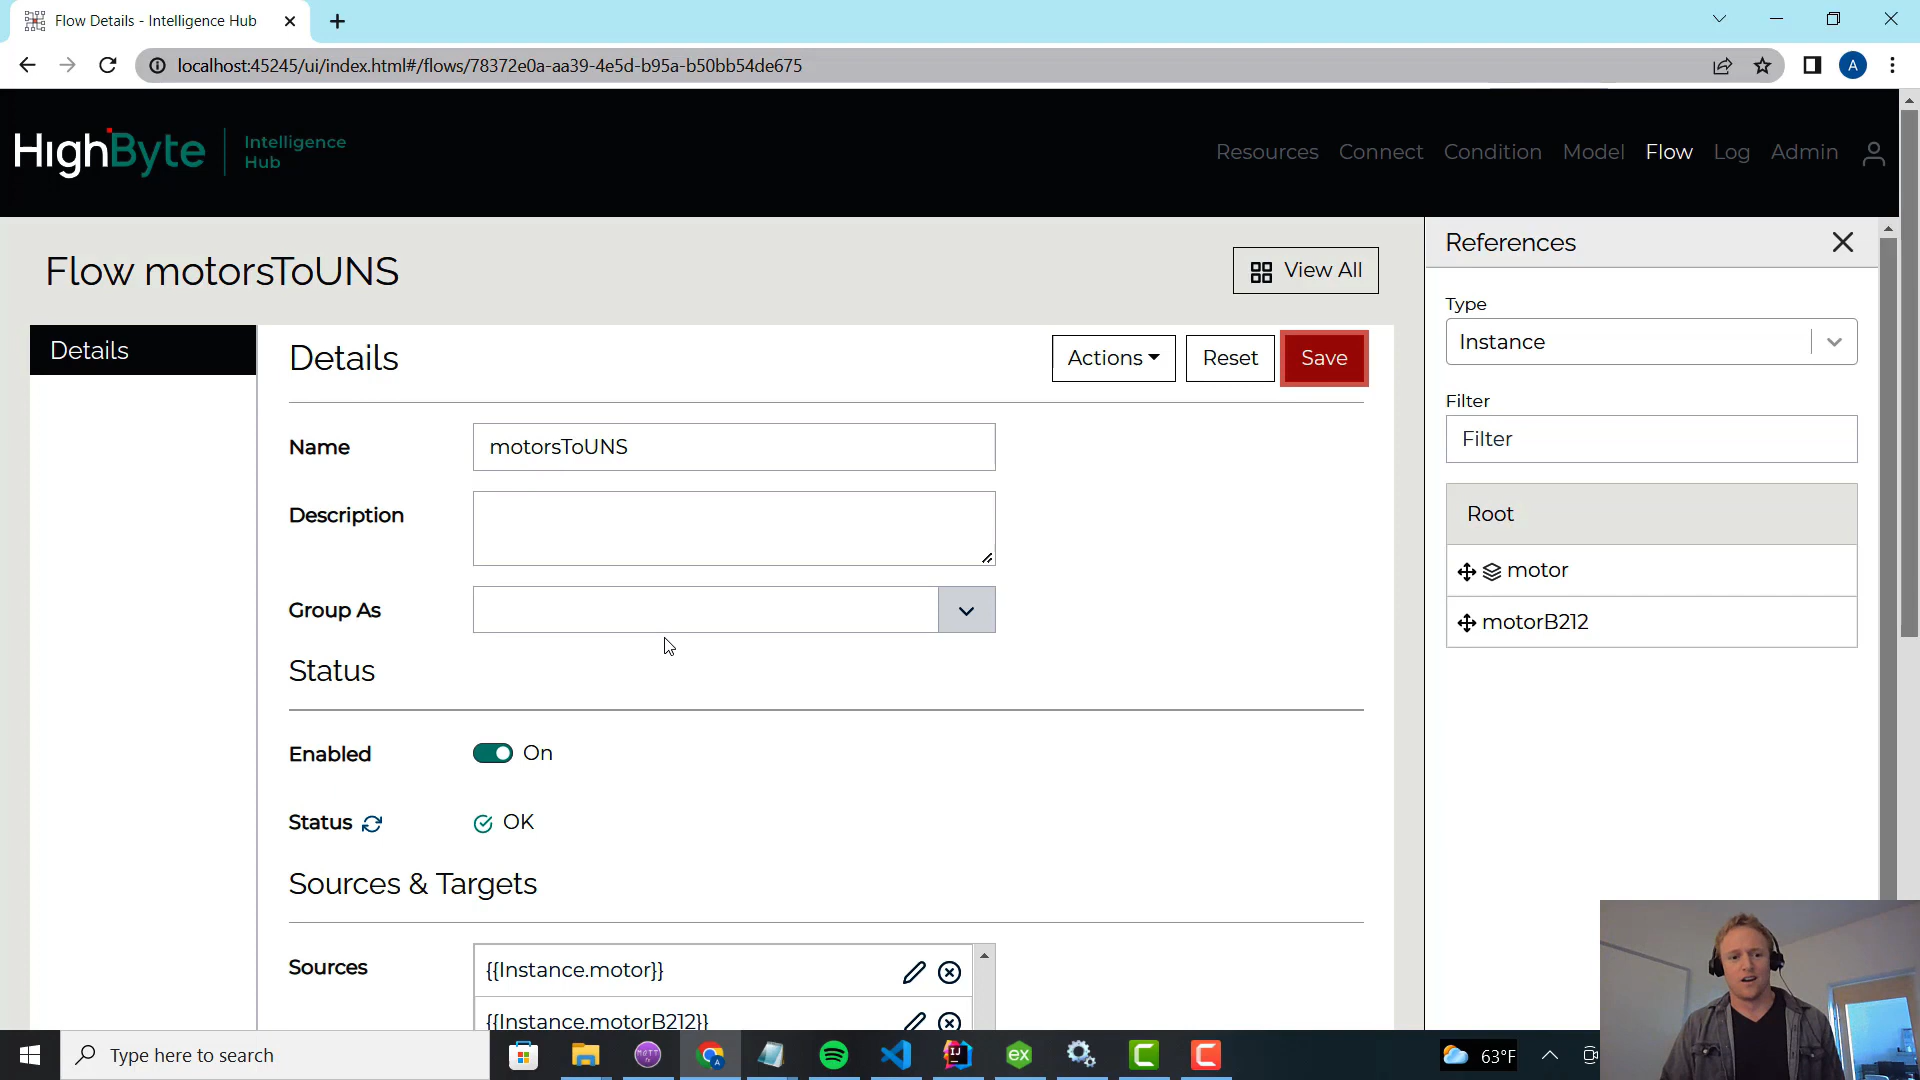 Flow Details - Intelligence Hub
localhost:45245/ui/index.html#/flows/78372e0a-aa39-4e5d-b95a-b50bb54de675
A
HighByte
Intelligence
Hub
Resources Connect Condition Model Flow Log Admin
Flow motorsToUNS
View All
References
Details
Details
Actions
Reset
Save
Type
Instance
Filter
Filter
Name
motorsToUNS
Description
Root
motor
motorB212
Group As
Status
Enabled
On
Status
OK
Sources & Targets
Sources
{{Instance.motor}}
{{Instance.motorB212}}
Type here to search
MQTT
A
IJ
ex
C
C
63°F